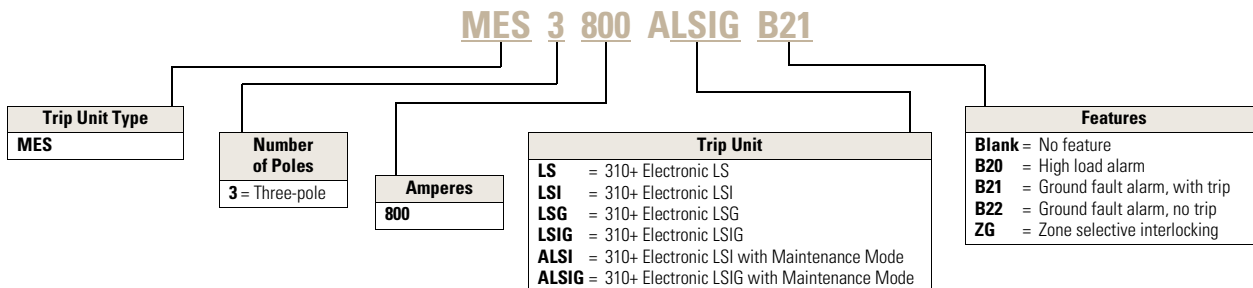 MES 3 800 ALSIG B21
Trip Unit Type
MES
Number
of Poles
3 = Three-pole
Amperes
800
Trip Unit
LS = 310+ Electronic LS
LSI = 310+ Electronic LSI
LSG = 310+ Electronic LSG
LSIG = 310+ Electronic LSIG
ALSI = 310+ Electronic LSI with Maintenance Mode
ALSIG = 310+ Electronic LSIG with Maintenance Mode
Features
Blank = No feature
B20 = High load alarm
B21 = Ground fault alarm, with trip
B22 = Ground fault alarm, no trip
ZG = Zone selective interlocking